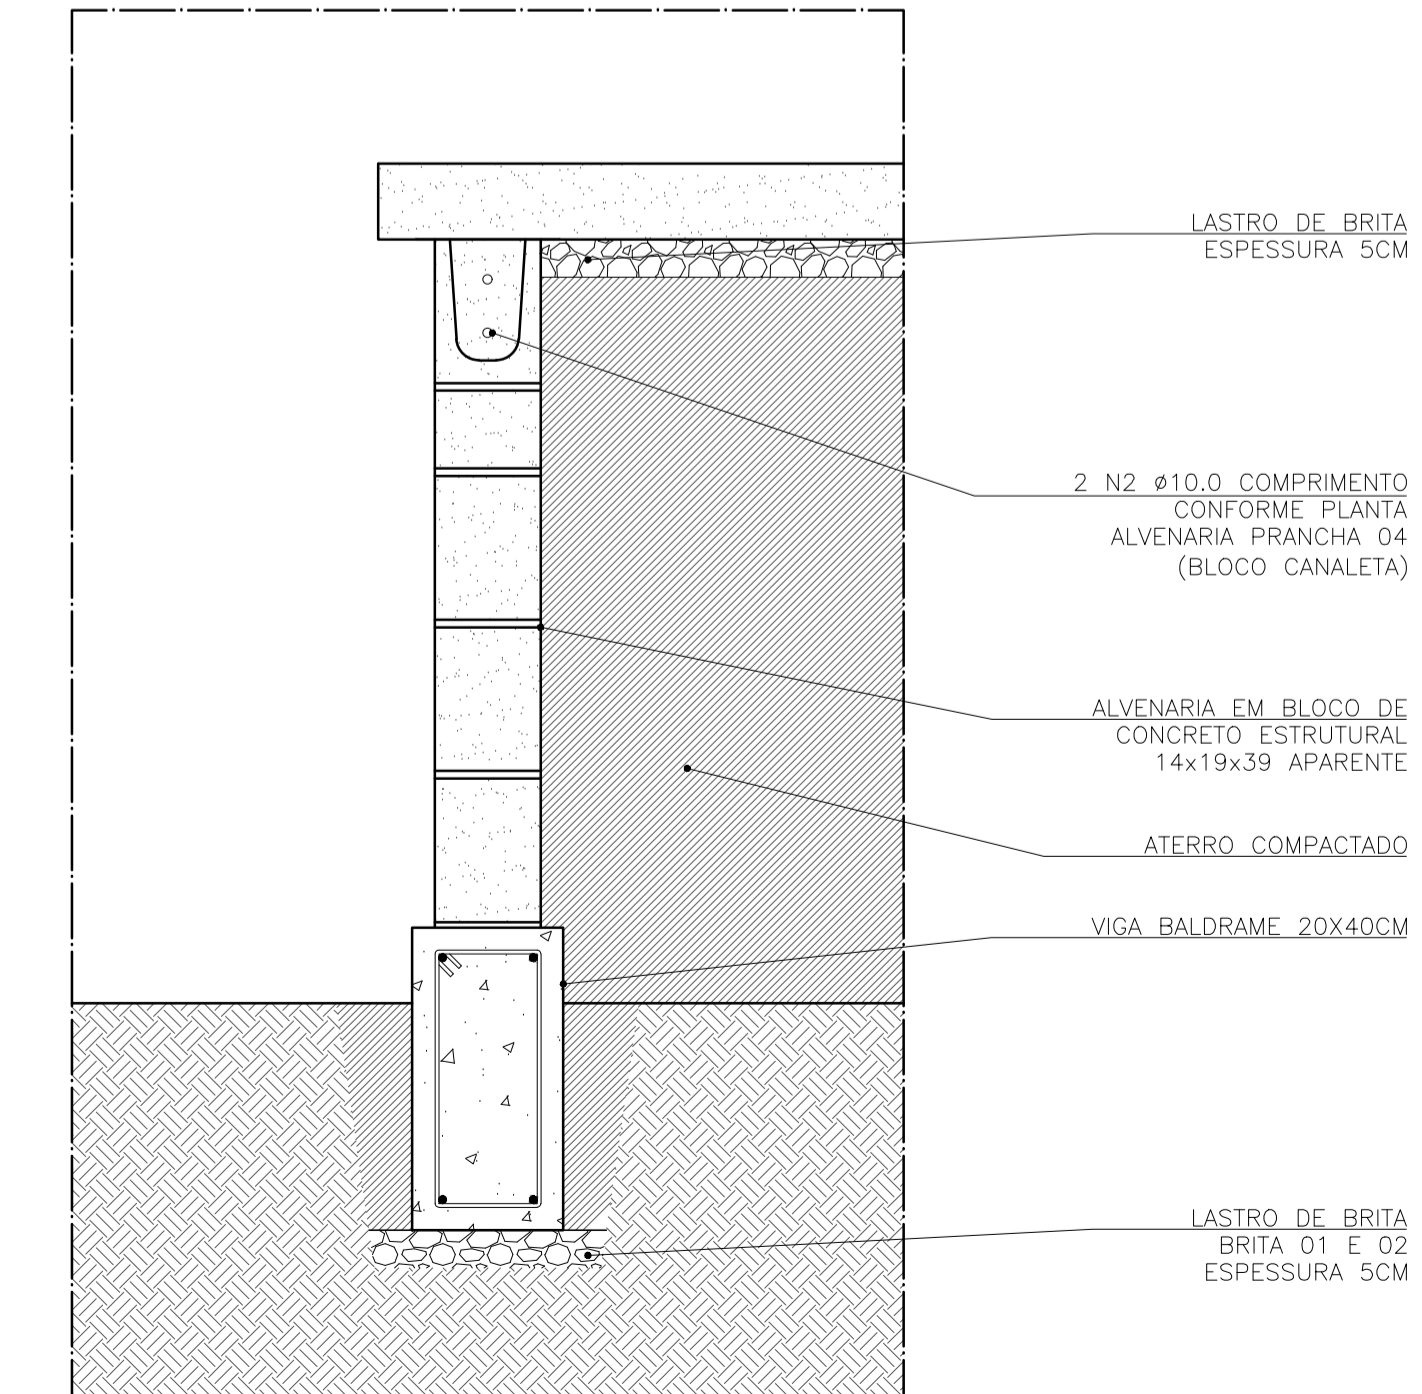 LASTRO DE BRITA
ESPESSURA 5CM
2 N2 Ø10.0 COMPRIMENTO
CONFORME PLANTA
ALVENARIA PRANCHA 04
(BLOCO CANALETA)
ALVENARIA EM BLOCO DE
CONCRETO ESTRUTURAL
14x19x39 APARENTE
ATERRO COMPACTADO
VIGA BALDRAME 20X40CM
LASTRO DE BRITA
BRITA 01 E 02
ESPESSURA 5CM